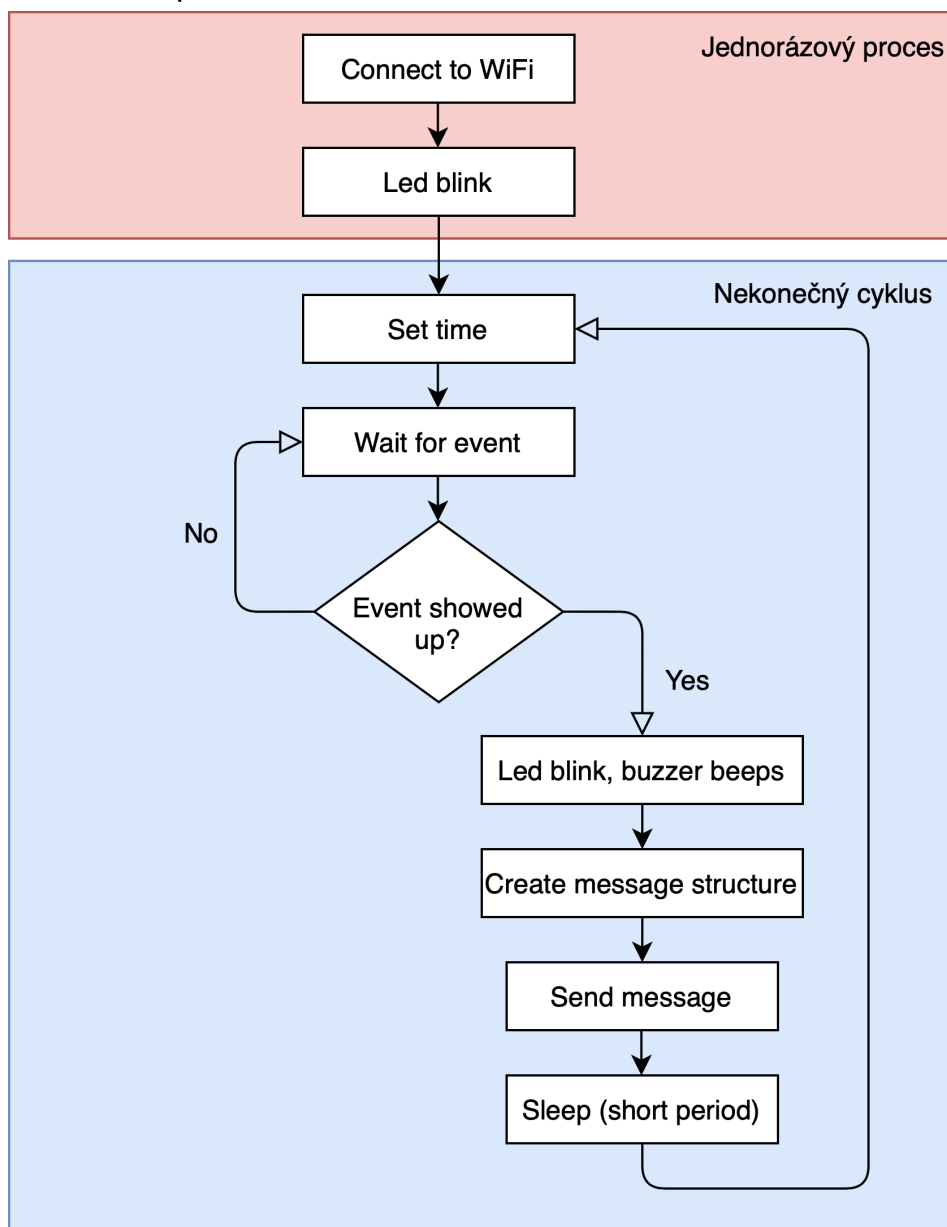 Jednorázový proces
Connect to WiFi
Led blink
Nekonečný cyklus
Set time
Wait for event
No
Event showed
up?
Yes
Led blink, buzzer beeps
Create message structure
Send message
Sleep (short period)